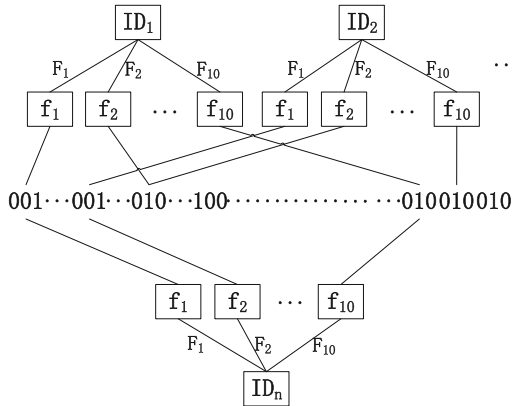 ID₁ ID₂
F₁ F₂ F₁₀ F₁ F₂ F₁₀ ··
f₁ f₂ ··· f₁₀ f₁ f₂ ··· f₁₀
001···001···010···100··················010010010
f₁ f₂ ··· f₁₀
F₁ F₂ F₁₀
IDₙ